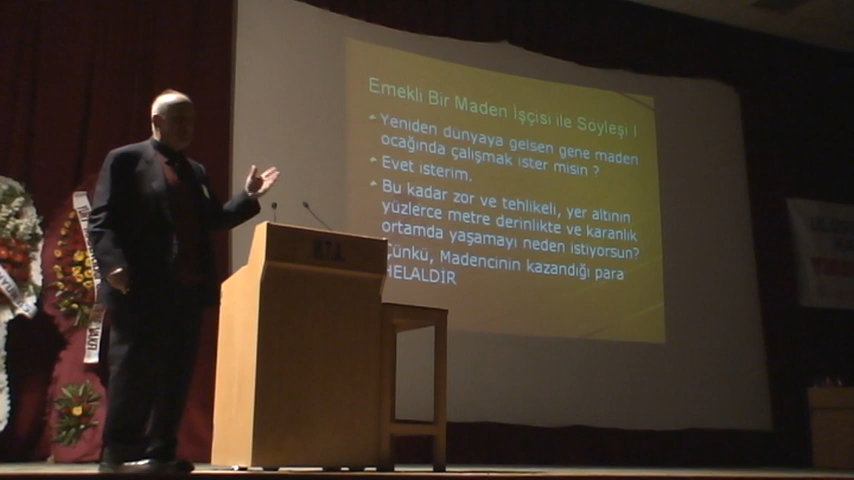 Emekli Bir Maden İşçisi ile Söyleşi I
Yeniden dünyaya gelsen gene maden
ocağında çalışmak ister misin ?
Evet isterim.
Bu kadar zor ve tehlikeli, yer altının
yüzlerce metre derinlikte ve karanlık
ortamda yaşamayı neden istiyorsun?
Çünkü, Madencinin kazandığı para
HELALDİR